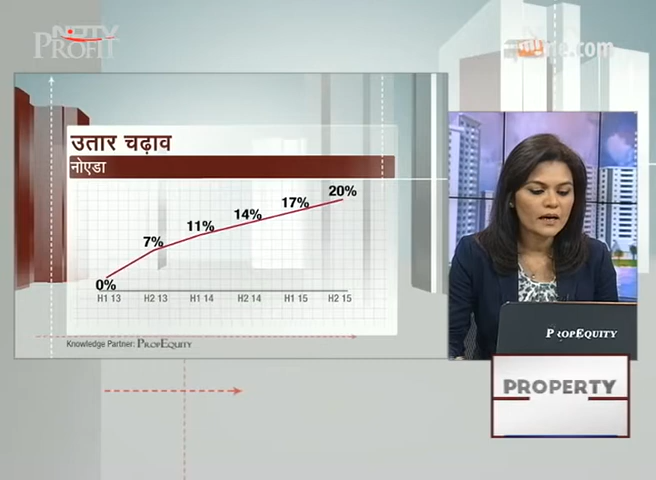 NDTV
PROFIT
.com
उतार चढ़ाव
नोएडा
0%
7%
11%
14%
17%
20%
H1 13
H2 13
H1 14
H2 14
H1 15
H2 15
Knowledge Partner: PROPEQUITY
PROPEQUITY
PROPERTY